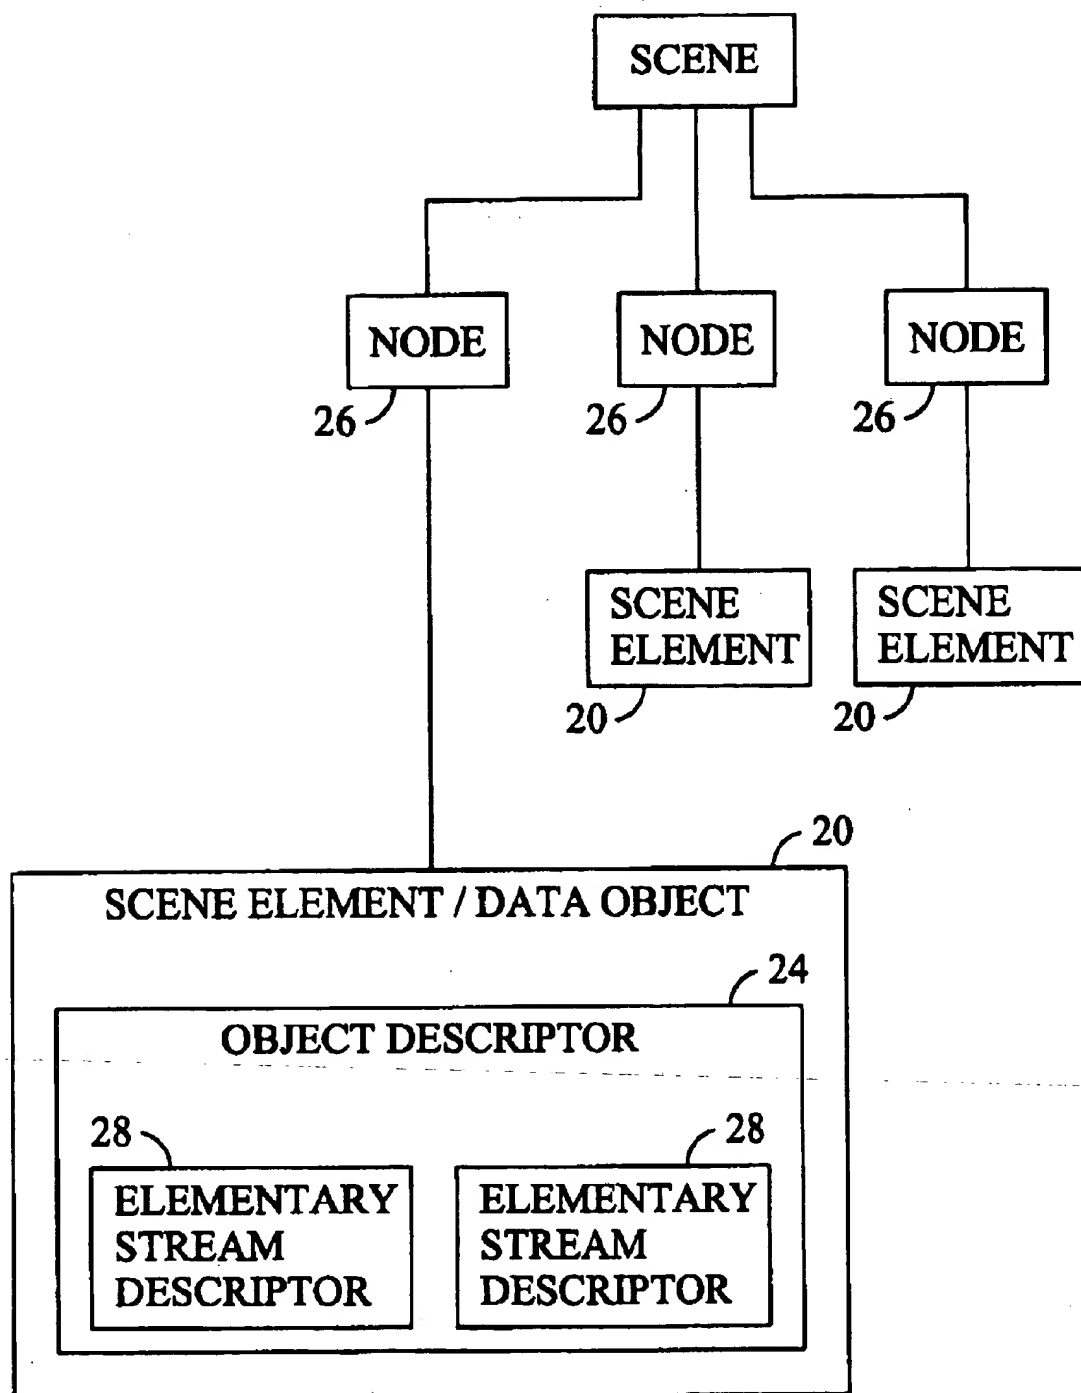 SCENE
NODE
NODE
NODE
26
26
26
SCENE
ELEMENT
SCENE
ELEMENT
20
20
20
SCENE ELEMENT / DATA OBJECT
24
OBJECT DESCRIPTOR
28
28
ELEMENTARY
STREAM
DESCRIPTOR
ELEMENTARY
STREAM
DESCRIPTOR